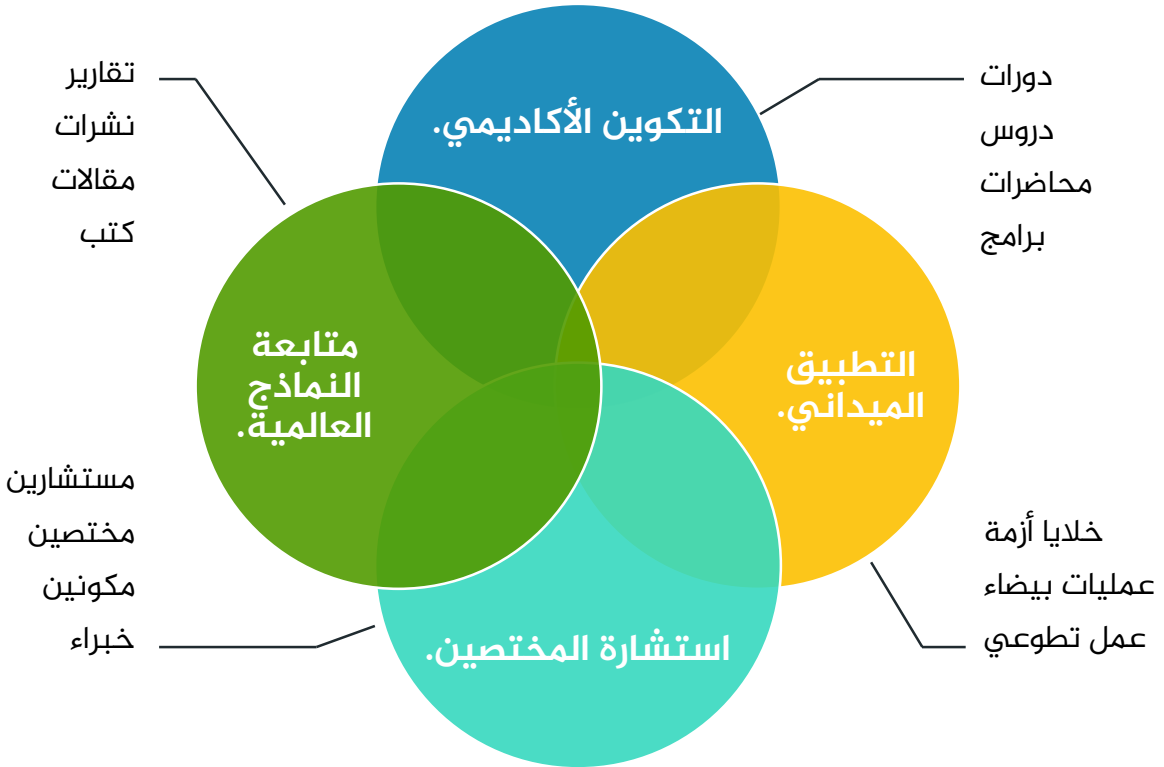 التكوين الأكاديمي.
دورات
دروس
محاضرات
برامج
التطبيق
الميداني.
خلايا أزمة
عمليات بيضاء
عمل تطوعي
استشارة المختصين.
مستشارين
مختصين
مكونين
خبراء
متابعة
النماذج
العالمية.
تقارير
نشرات
مقالات
كتب